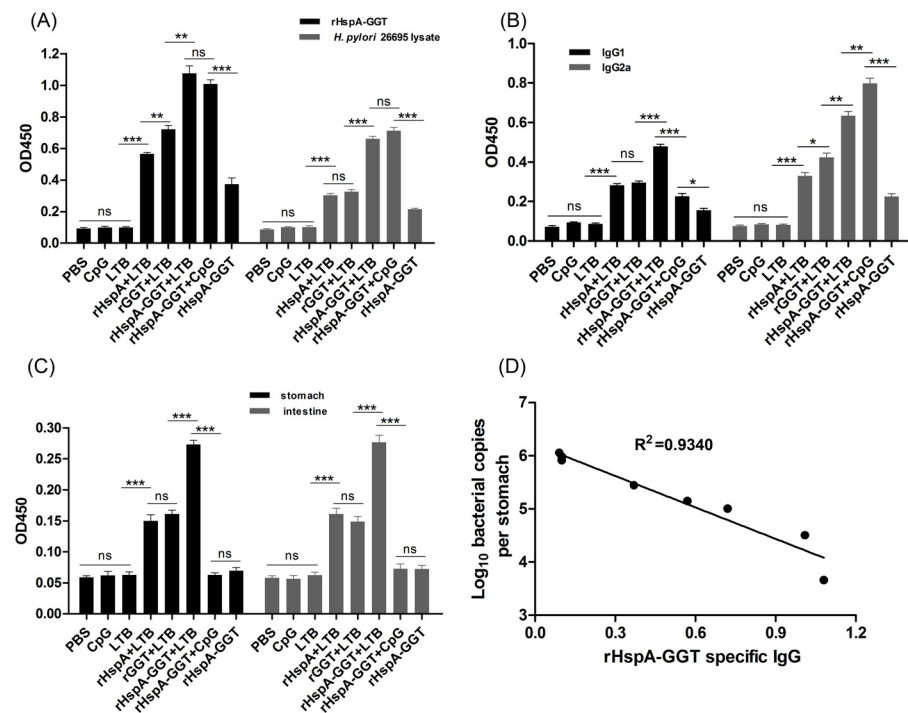 (A)
rHspA-GGT
H. pylori 26695 lysate
OD450
1.2
1.0
0.8
0.6
0.4
0.2
0.0
ns
***
**
**
ns
***
ns
***
ns
***
ns
***
PBS
CpG
LTB
rHspA+LTB
rGGT+LTB
rHspA-GGT+LTB
rHspA-GGT+CpG
rHspA-GGT
PBS
CpG
LTB
rHspA+LTB
rGGT+LTB
rHspA-GGT+LTB
rHspA-GGT+CpG
rHspA-GGT
(B)
IgG1
IgG2a
OD450
1.0
0.8
0.6
0.4
0.2
0.0
ns
***
ns
***
***
*
ns
***
*
**
**
***
PBS
CpG
LTB
rHspA+LTB
rGGT+LTB
rHspA-GGT+LTB
rHspA-GGT+CpG
rHspA-GGT
PBS
CpG
LTB
rHspA+LTB
rGGT+LTB
rHspA-GGT+LTB
rHspA-GGT+CpG
rHspA-GGT
(C)
stomach
intestine
OD450
0.30
0.25
0.20
0.15
0.10
0.05
0.00
ns
***
ns
***
***
ns
ns
***
ns
***
***
ns
PBS
CpG
LTB
rHspA+LTB
rGGT+LTB
rHspA-GGT+LTB
rHspA-GGT+CpG
rHspA-GGT
PBS
CpG
LTB
rHspA+LTB
rGGT+LTB
rHspA-GGT+LTB
rHspA-GGT+CpG
rHspA-GGT
(D)
Log10 bacterial copies
per stomach
7
6
5
4
3
R2=0.9340
0.0
0.3
0.6
0.9
1.2
rHspA-GGT specific IgG